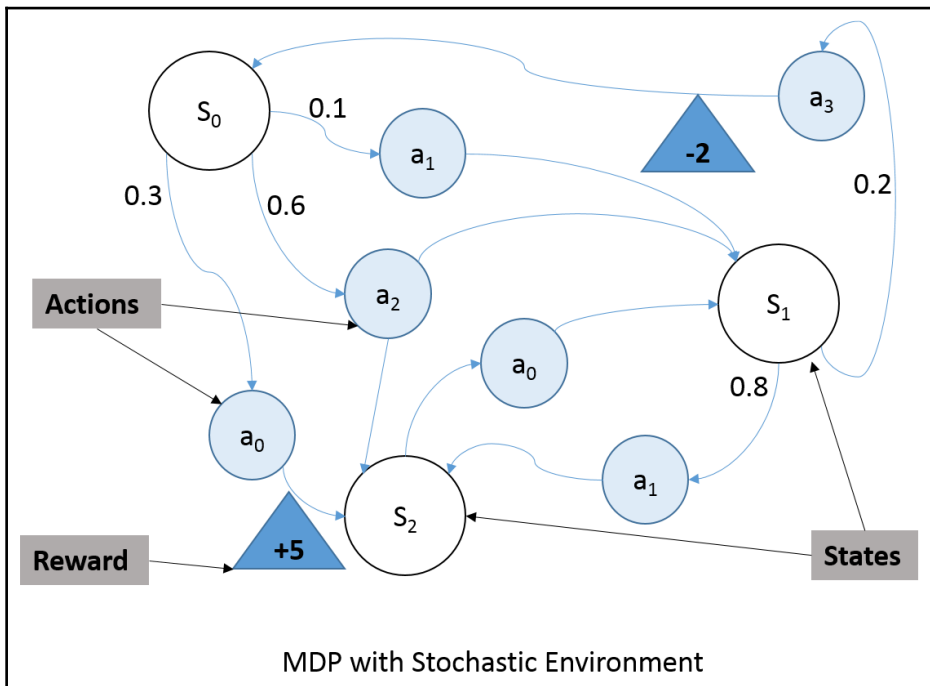 S₀
0.1
a₁
a₃
-2
0.3
0.6
0.2
Actions
a₂
S₁
a₀
0.8
a₀
a₁
S₂
Reward
+5
States
MDP with Stochastic Environment